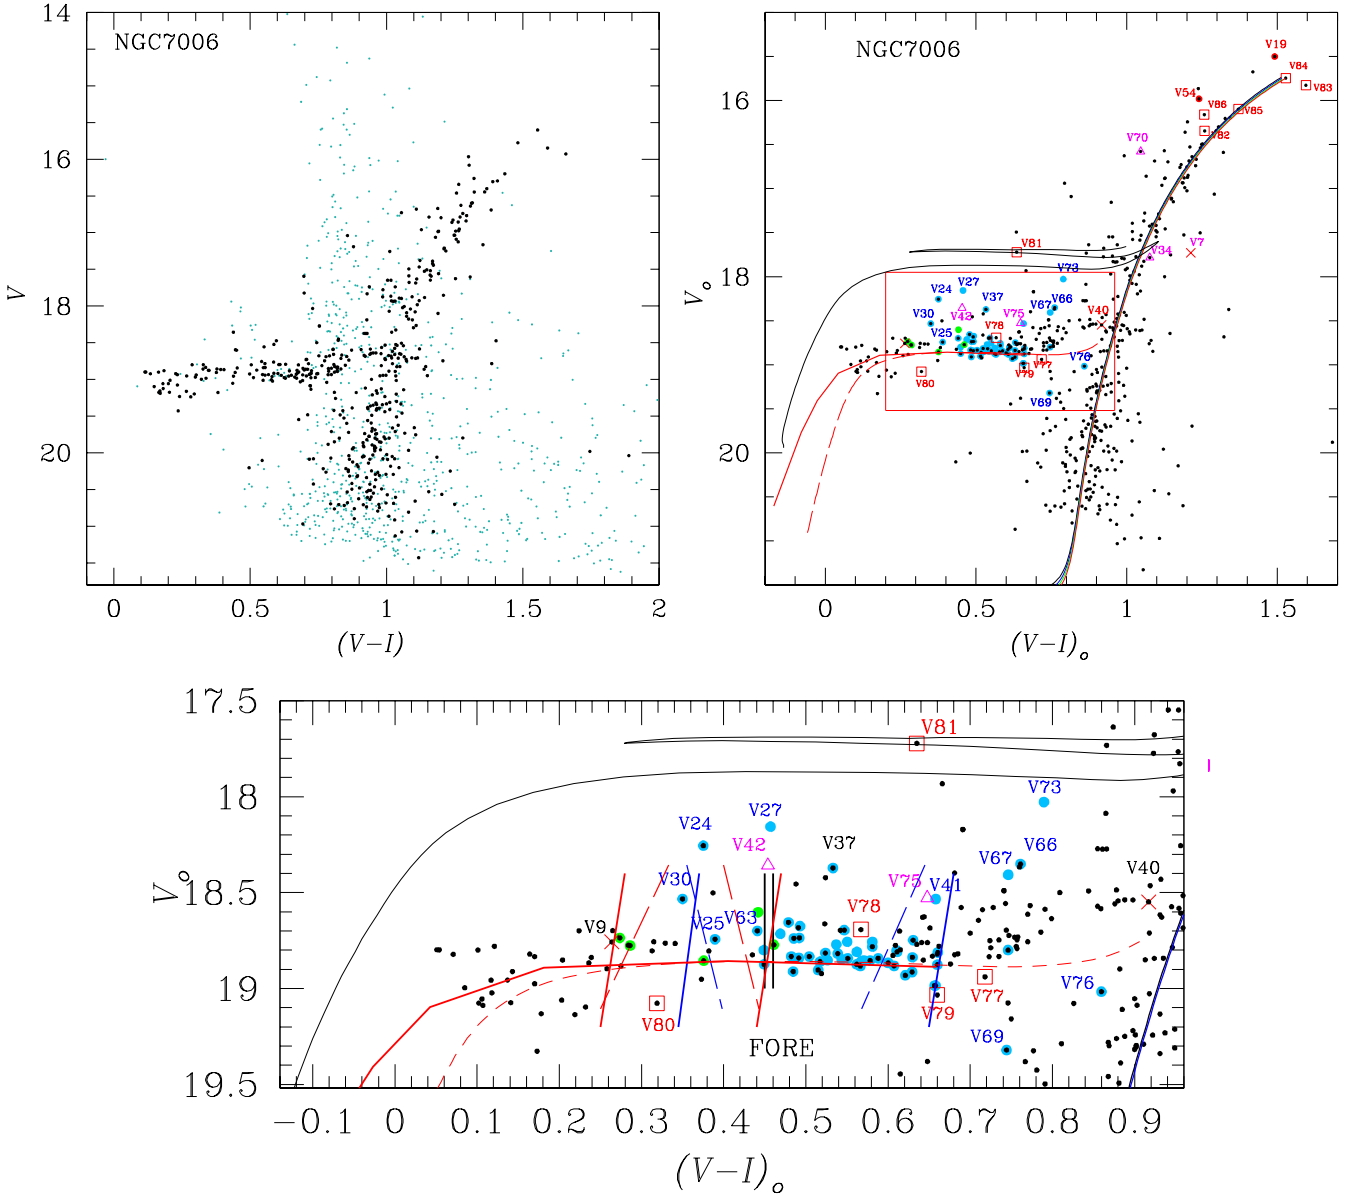 NGC7006
14
16
18
20
V
0
0.5
1
1.5
2
(V−I)
NGC7006
V19
V84
V83
V54
V86
V85
V82
V70
V81
V34
V7
V73
V27
V24
V37
V67
V66
V42
V75
V40
V30
V78
V25
V77
V76
V79
V80
V69
16
18
20
Vo
0
0.5
1
1.5
(V−I)o
V81
V73
V27
V24
V42
V37
V67
V66
V40
V30
V75
V41
V63
V25
V78
V9
V77
V76
V80
V79
V69
FORE
17.5
18
18.5
19
19.5
Vo
−0.1
0
0.1
0.2
0.3
0.4
0.5
0.6
0.7
0.8
0.9
(V−I)o